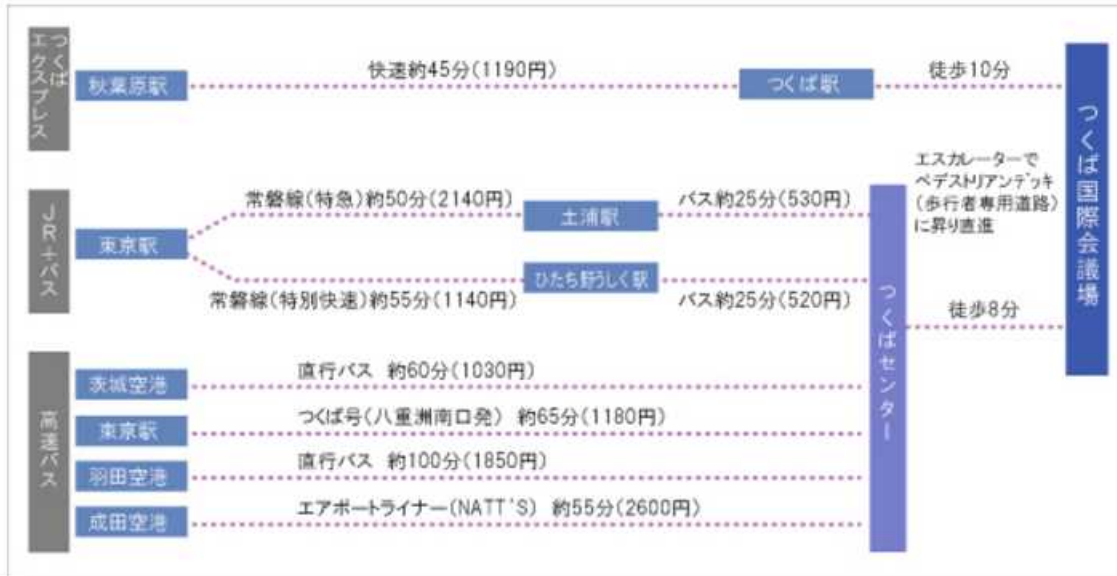 つくば
エクスプレス
秋葉原駅
快速約45分(1190円)
つくば駅
徒歩10分
つくば国際会議場
エスカレーターで
ペデストリアンデッキ
(歩行者専用道路)
に昇り直進
JR+バス
東京駅
常磐線(特急)約50分(2140円)
土浦駅
バス約25分(530円)
常磐線(特別快速)約55分(1140円)
ひたち野うしく駅
バス約25分(520円)
つくばセンター
徒歩8分
高速バス
茨城空港
直行バス 約60分(1030円)
東京駅
つくば号(八重洲南口発) 約65分(1180円)
羽田空港
直行バス 約100分(1850円)
成田空港
エアポートライナー(NATT'S) 約55分(2600円)